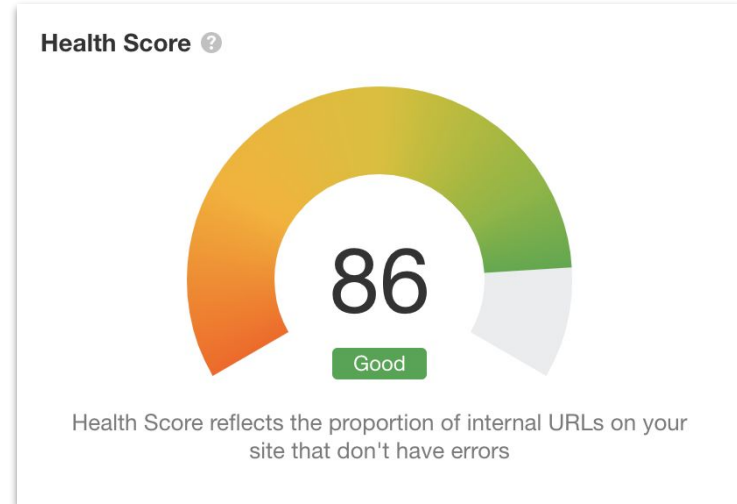 Health Score ?
86
Good
Health Score reflects the proportion of internal URLs on your
site that don't have errors